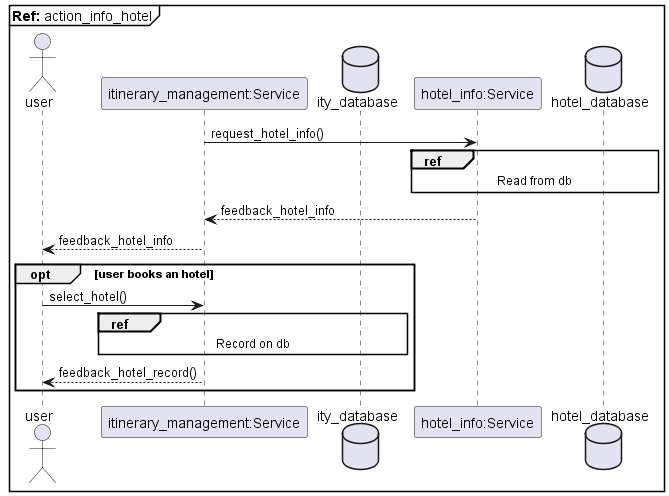 Ref: action_info_hotel
user
itinerary_management:Service
ity_database
hotel_info:Service
hotel_database
request_hotel_info()
ref
Read from db
feedback_hotel_info
feedback_hotel_info
opt [user books an hotel]
select_hotel()
ref
Record on db
feedback_hotel_record()
user
itinerary_management:Service
ity_database
hotel_info:Service
hotel_database